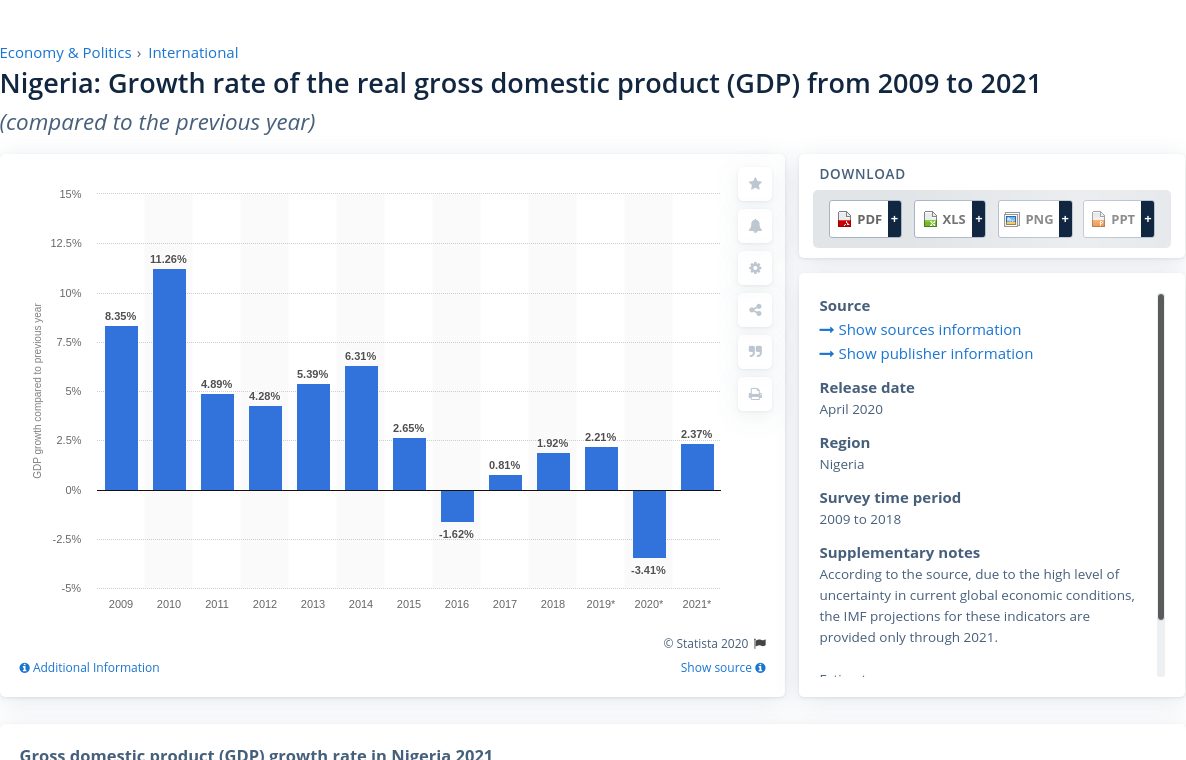 Economy & Politics › International
Nigeria: Growth rate of the real gross domestic product (GDP) from 2009 to 2021
(compared to the previous year)
GDP growth compared to previous year
15%
12.5%
10%
7.5%
5%
2.5%
0%
-2.5%
-5%
8.35%
11.26%
4.89%
4.28%
5.39%
6.31%
2.65%
-1.62%
0.81%
1.92%
2.21%
-3.41%
2.37%
2009 2010 2011 2012 2013 2014 2015 2016 2017 2018 2019* 2020* 2021*
© Statista 2020
Additional Information
Show source
DOWNLOAD
PDF + XLS + PNG + PPT +
Source
Show sources information
Show publisher information
Release date
April 2020
Region
Nigeria
Survey time period
2009 to 2018
Supplementary notes
According to the source, due to the high level of
uncertainty in current global economic conditions,
the IMF projections for these indicators are
provided only through 2021.
Gross domestic product (GDP) growth rate in Nigeria 2021